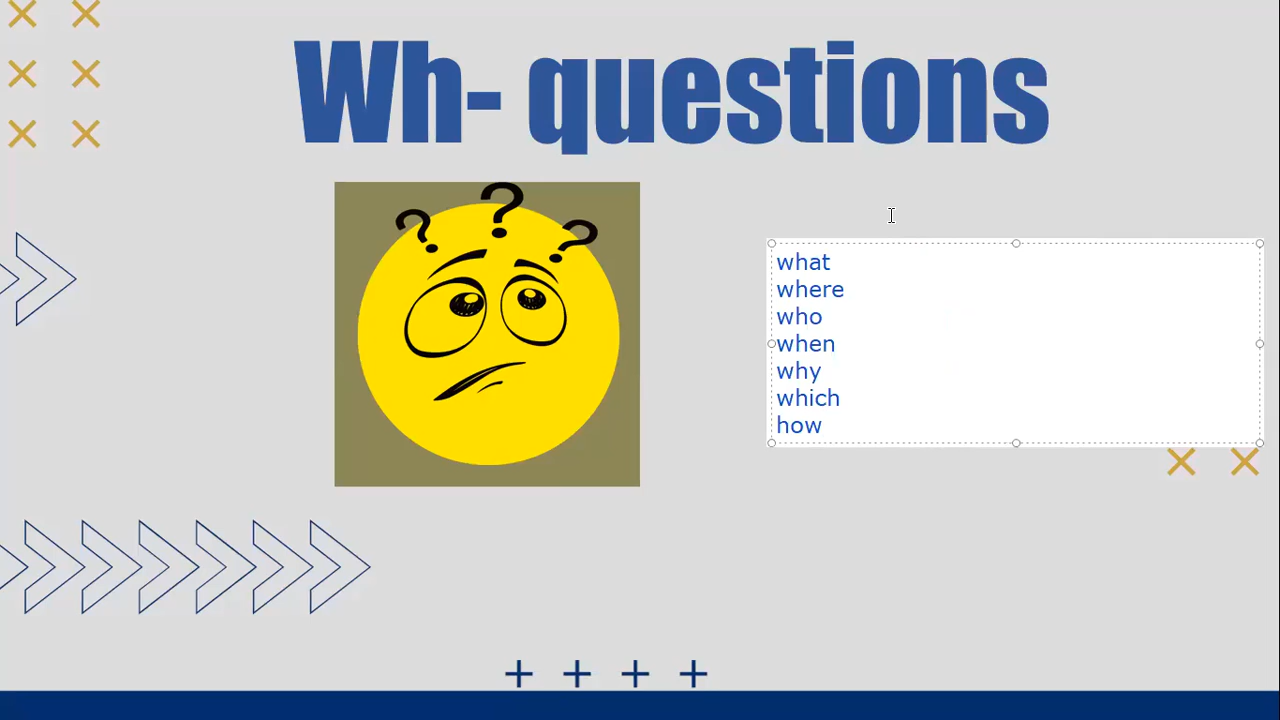 Wh- questions
? ? ?
what
where
who
when
why
which
how